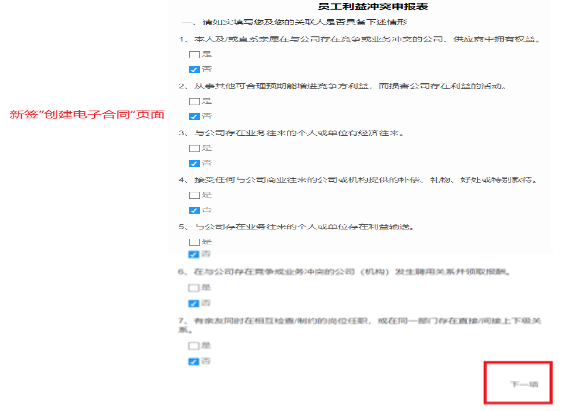 员工利益冲突申报表
一、请如实填写您及您的关联人是否具备下述情形
1、本人及/或直系亲属在与公司存在竞争或业务冲突的公司、供应商中拥有权益。
是
否
2、从事其他可合理预期能增进竞争方利益，而损害公司存在利益的活动。
是
否
新签“创建电子合同”页面
3、与公司存在业务往来的个人或单位有经济往来。
是
否
4、接受任何与公司商业往来的公司或机构提供的补偿、礼物、好处或特别款待。
是
否
5、与公司存在业务往来的个人或单位存在利益输送。
是
否
6、在与公司存在竞争或业务冲突的公司（机构）发生聘用关系并领取报酬。
是
否
7、有亲友同时在相互检查/制约的岗位任职，或在同一部门存在直接/间接上下级关
系。
是
否
下一项